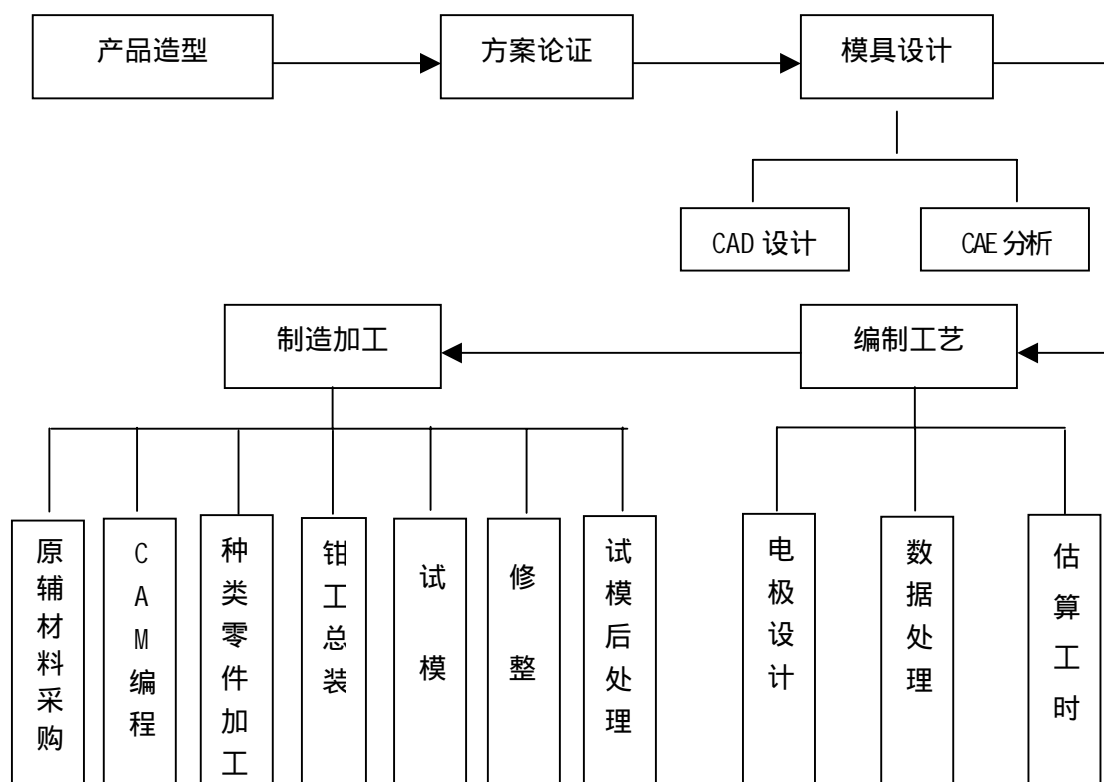 产品造型
方案论证
模具设计
CAD 设计
CAE 分析
制造加工
编制工艺
原辅材料采购
CAM编程
种类零件加工
钳工总装
试模
修整
试模后处理
电极设计
数据处理
估算工时